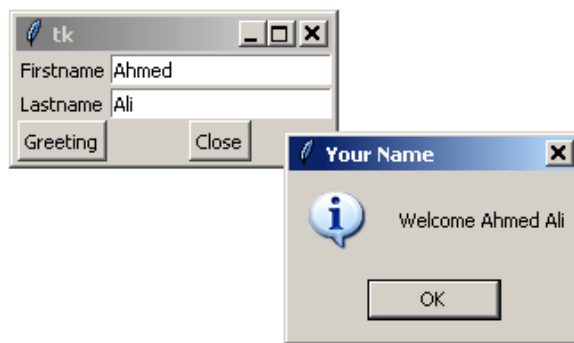 tk
Firstname Ahmed
Lastname Ali
Greeting Close
Your Name
Welcome Ahmed Ali
OK